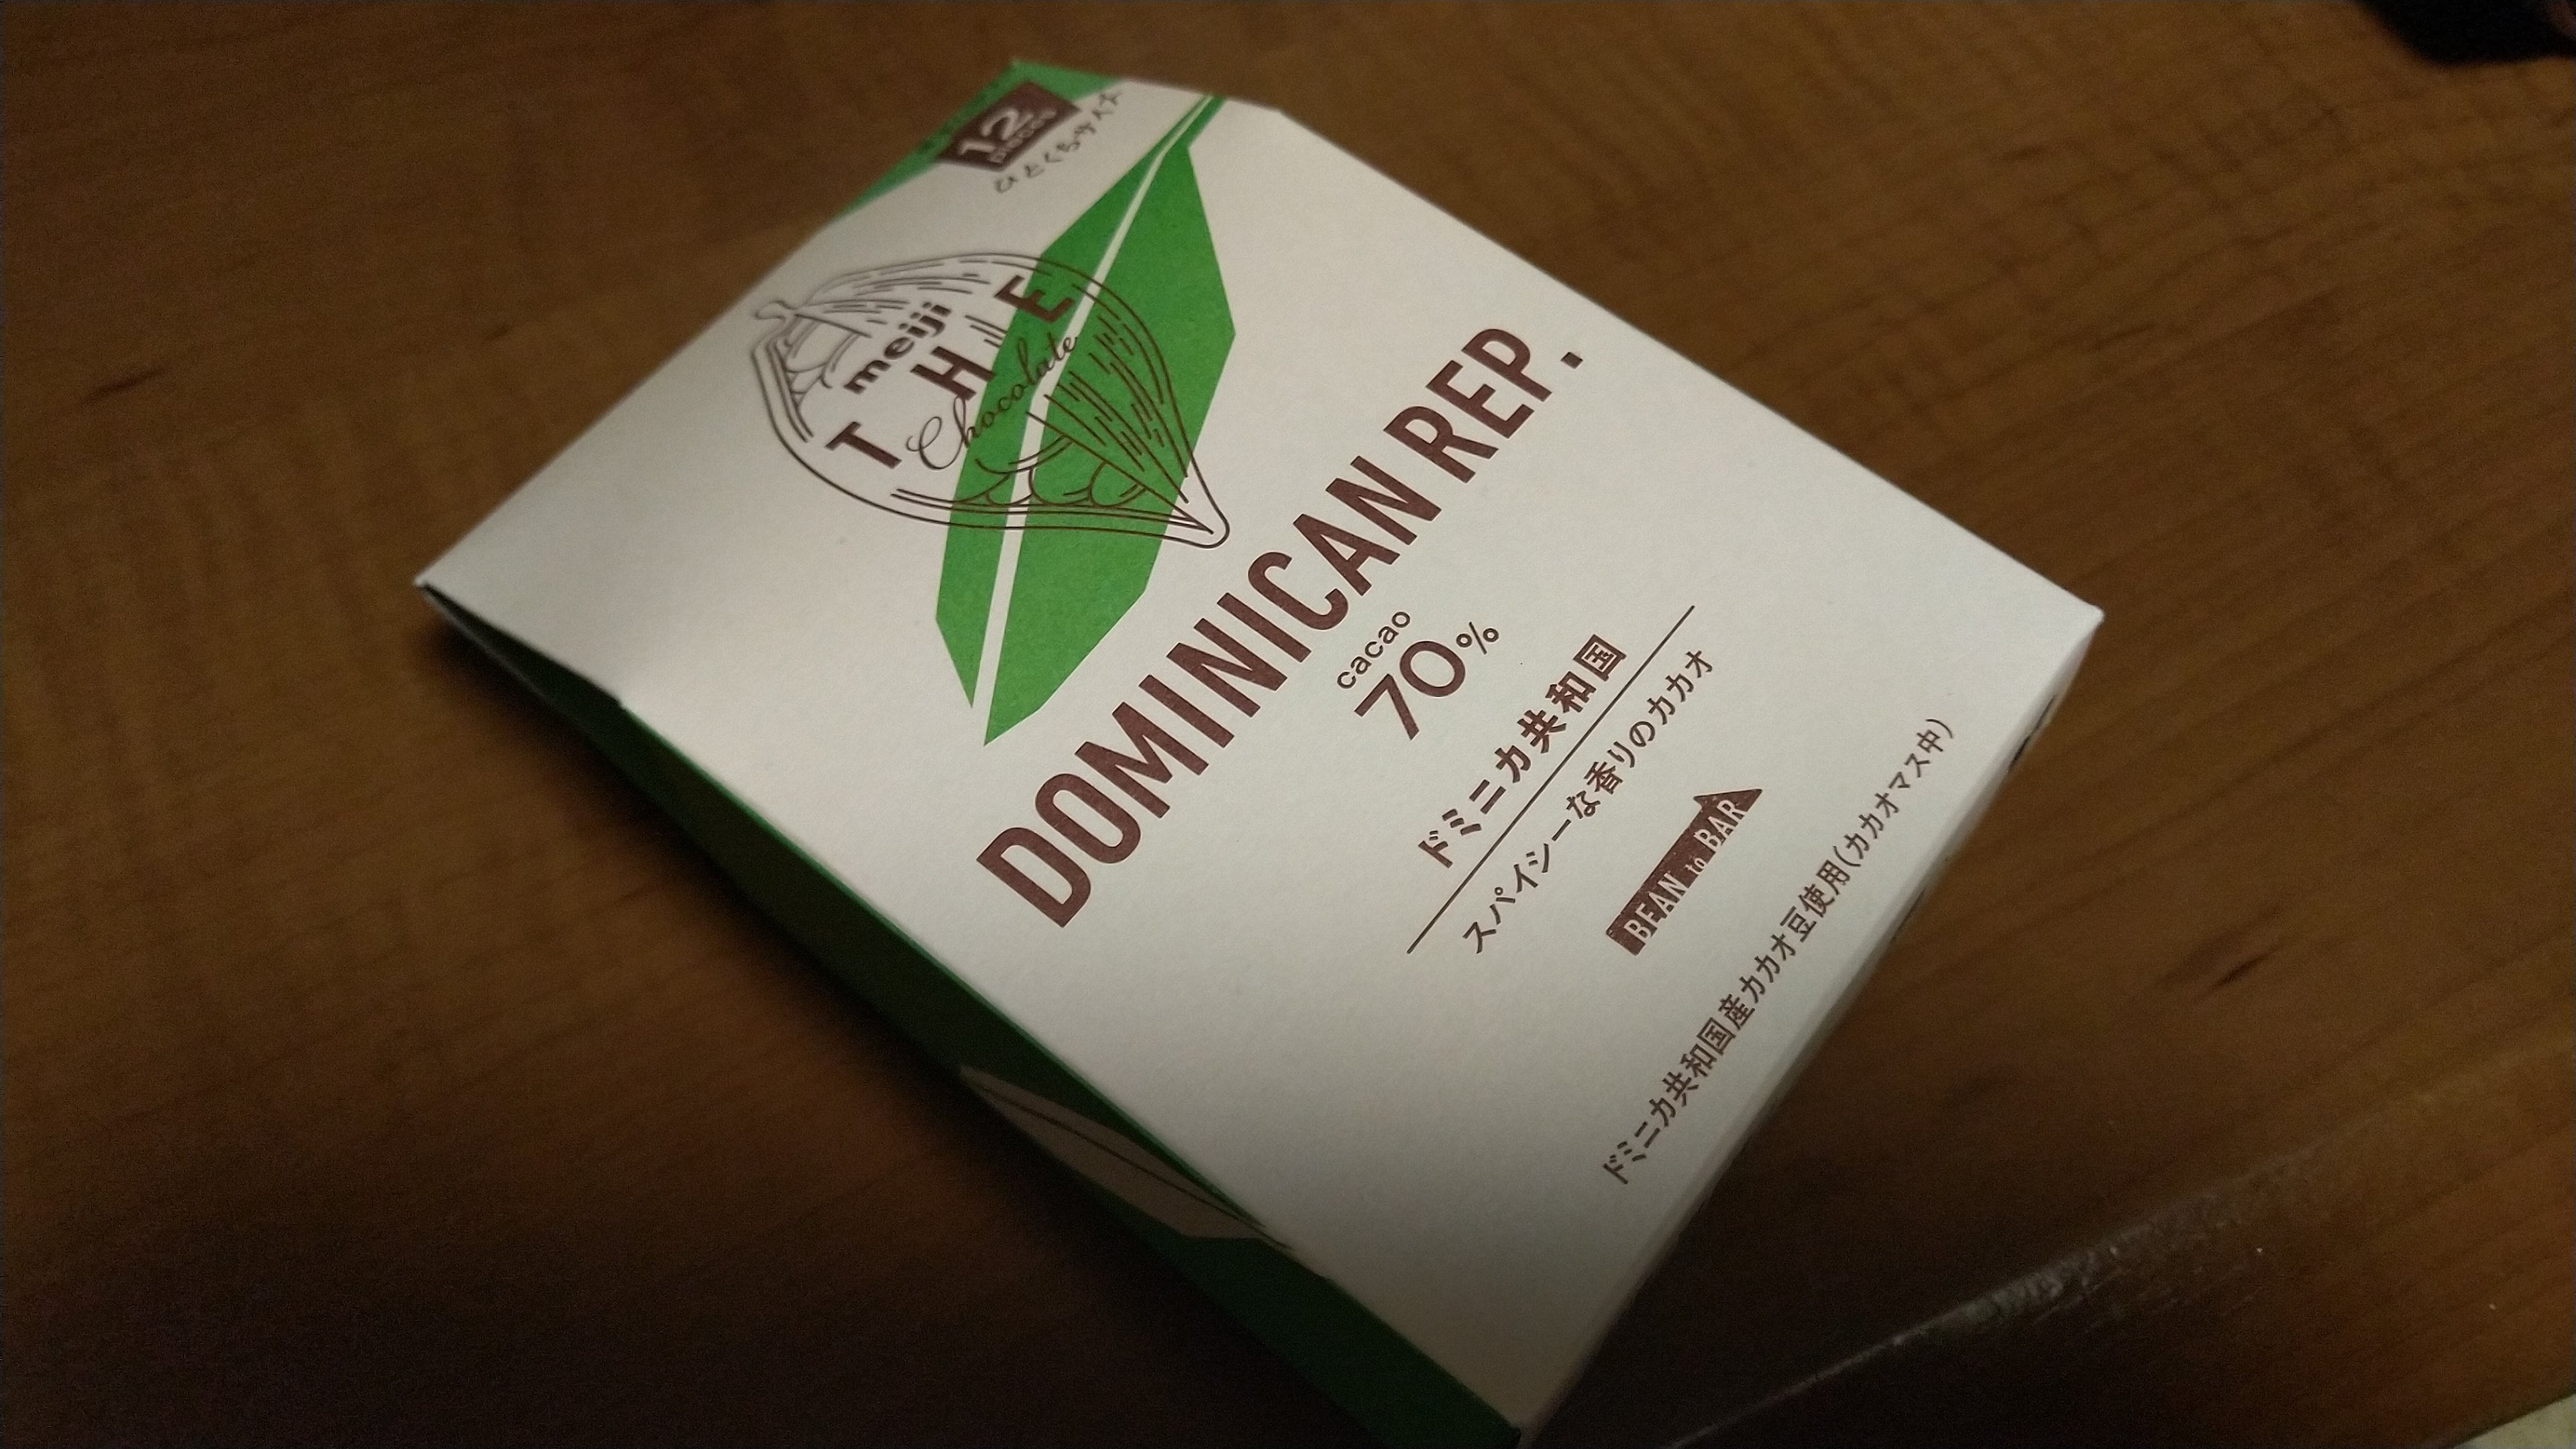 12
pieces
ひとくちサイズ
meiji
THE
Chocolate
DOMINICAN REP.
cacao
70%
ドミニカ共和国
スパイシーな香りのカカオ
BEAN to BAR
ドミニカ共和国産カカオ豆使用(カカオマス中)